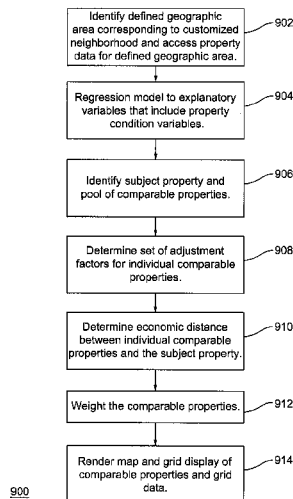 Identify defined geographic
area corresponding to customized
neighborhood and access property
data for defined geographic area.
902
Regression model to explanatory
variables that include property
condition variables.
904
Identify subject property and
pool of comparable properties.
906
Determine set of adjustment
factors for individual comparable
properties.
908
Determine economic distance
between individual comparable
properties and the subject property.
910
Weight the comparable properties.
912
Render map and grid display of
comparable properties and grid
data.
914
900